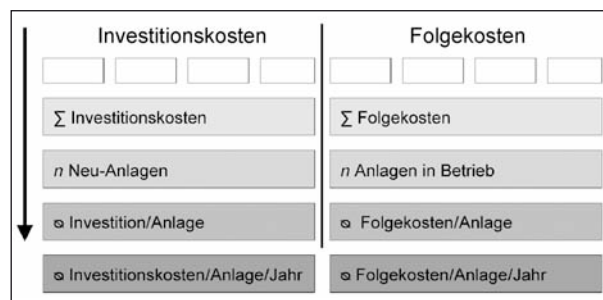 Investitionskosten
Folgekosten
∑ Investitionskosten
∑ Folgekosten
n Neu-Anlagen
n Anlagen in Betrieb
ø Investition/Anlage
ø Folgekosten/Anlage
ø Investitionskosten/Anlage/Jahr
ø Folgekosten/Anlage/Jahr